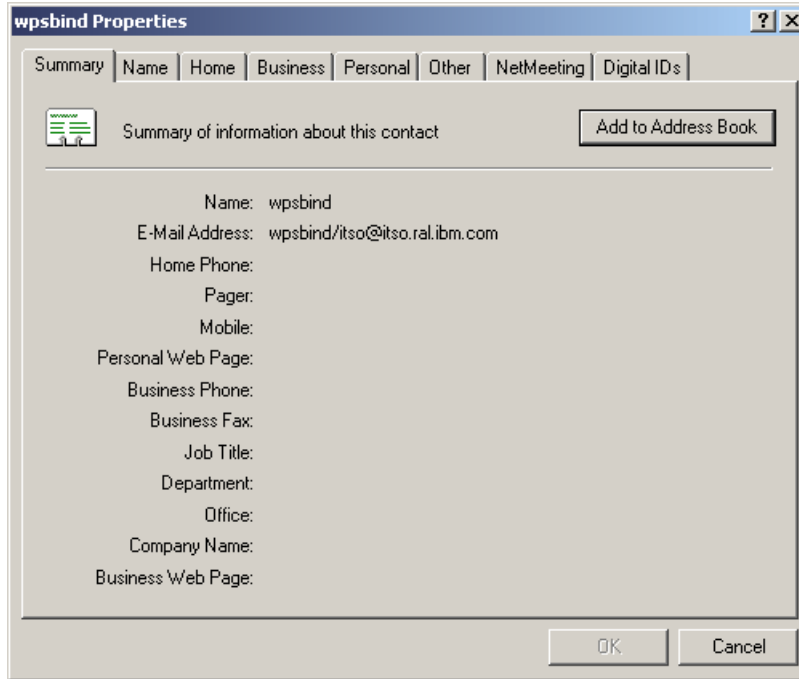 wpsbind Properties
Summary Name Home Business Personal Other NetMeeting Digital IDs
Summary of information about this contact Add to Address Book
Name: wpsbind
E-Mail Address: wpsbind/itso@itso.ral.ibm.com
Home Phone:
Pager:
Mobile:
Personal Web Page:
Business Phone:
Business Fax:
Job Title:
Department:
Office:
Company Name:
Business Web Page:
OK Cancel